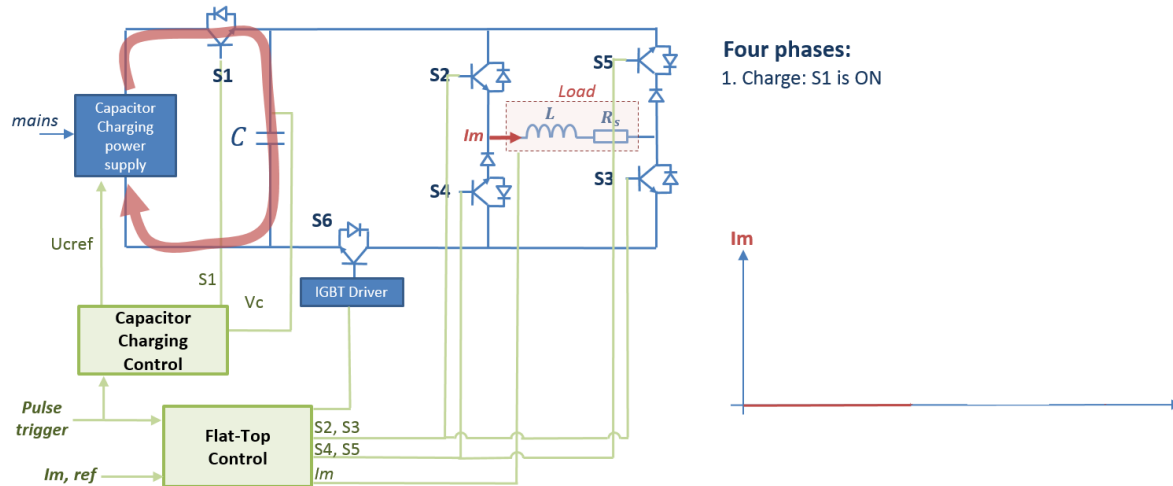 Four phases:
1. Charge: S1 is ON
S1
S2
S5
Load
L
Rs
Im
mains
Capacitor
Charging
power
supply
C
S4
S3
S6
Ucref
S1
Vc
IGBT Driver
Capacitor
Charging
Control
Pulse
trigger
Flat-Top
Control
S2, S3
S4, S5
Im
Im, ref
Im